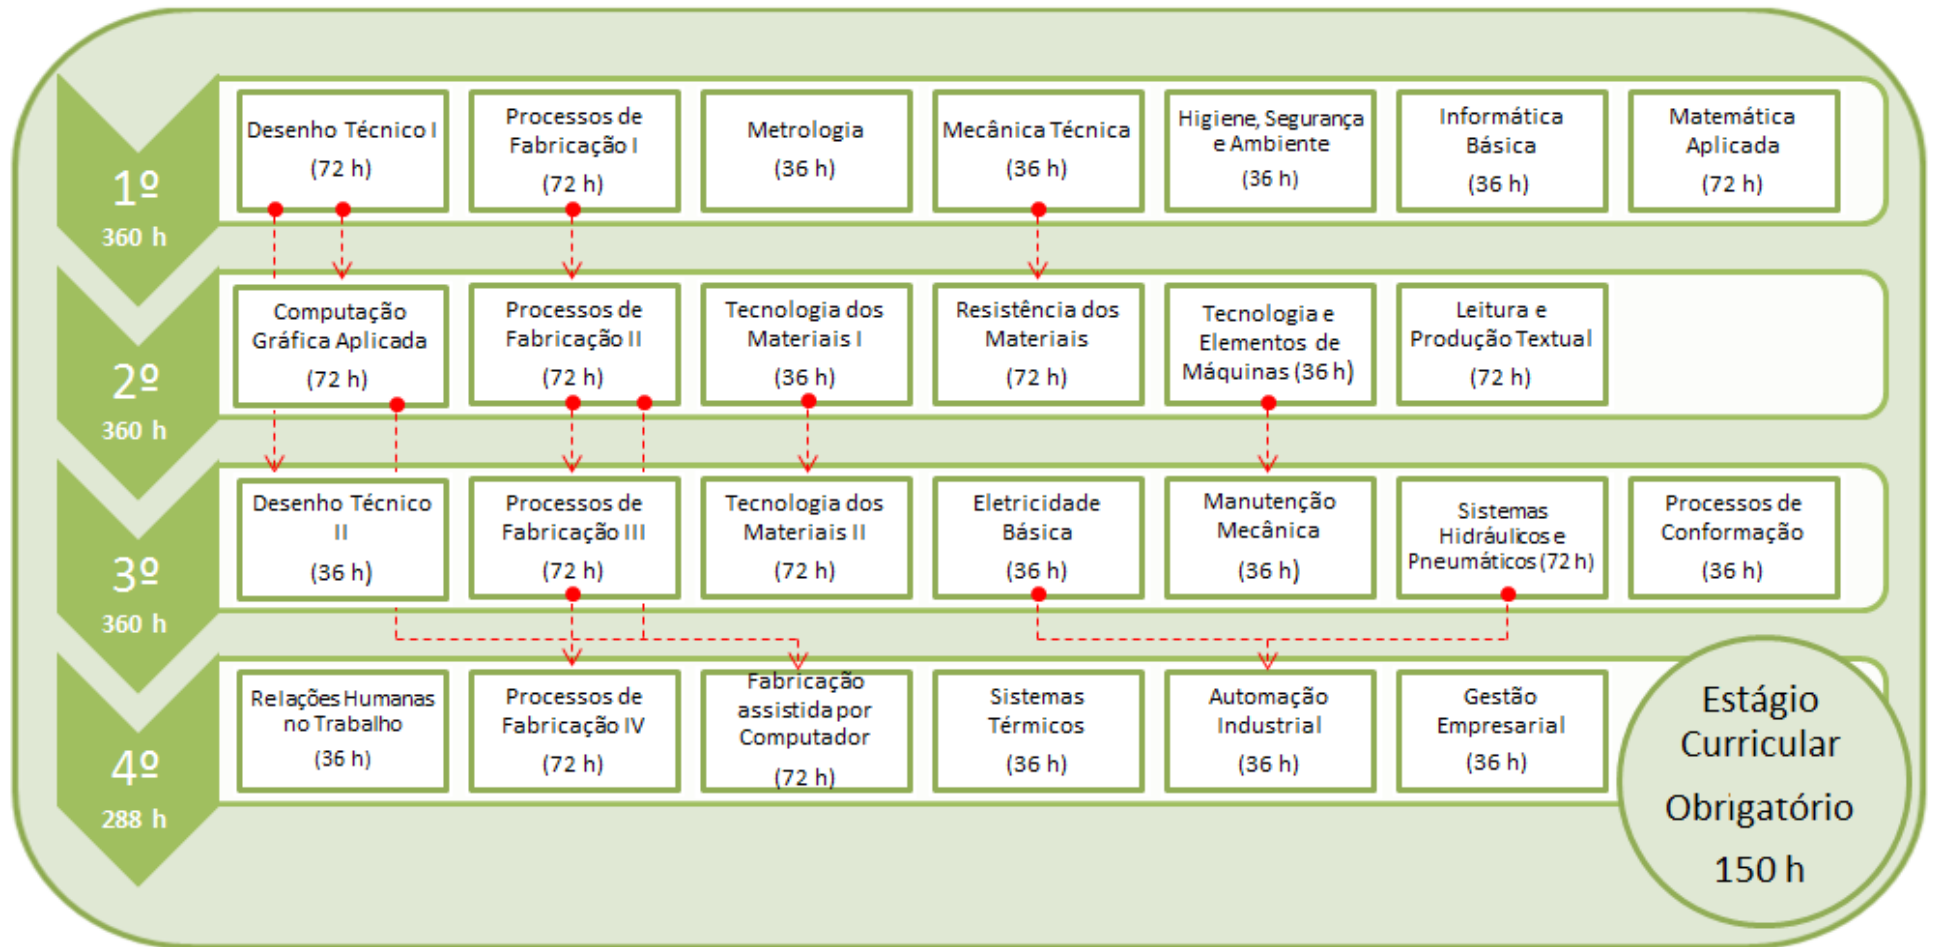 1º
360 h
Desenho Técnico I
(72 h)
Processos de
Fabricação I
(72 h)
Metrologia
(36 h)
Mecânica Técnica
(36 h)
Higiene, Segurança
e Ambiente
(36 h)
Informática
Básica
(36 h)
Matemática
Aplicada
(72 h)
2º
360 h
Computação
Gráfica Aplicada
(72 h)
Processos de
Fabricação II
(72 h)
Tecnologia dos
Materiais I
(36 h)
Resistência dos
Materiais
(72 h)
Tecnologia e
Elementos de
Máquinas (36 h)
Leitura e
Produção Textual
(72 h)
3º
360 h
Desenho Técnico
II
(36 h)
Processos de
Fabricação III
(72 h)
Tecnologia dos
Materiais II
(72 h)
Eletricidade
Básica
(36 h)
Manutenção
Mecânica
(36 h)
Sistemas
Hidráulicos e
Pneumáticos (72 h)
Processos de
Conformação
(36 h)
4º
288 h
Relações Humanas
no Trabalho
(36 h)
Processos de
Fabricação IV
(72 h)
Fabricação
assistida por
Computador
(72 h)
Sistemas
Térmicos
(36 h)
Automação
Industrial
(36 h)
Gestão
Empresarial
(36 h)
Estágio
Curricular
Obrigatório
150 h